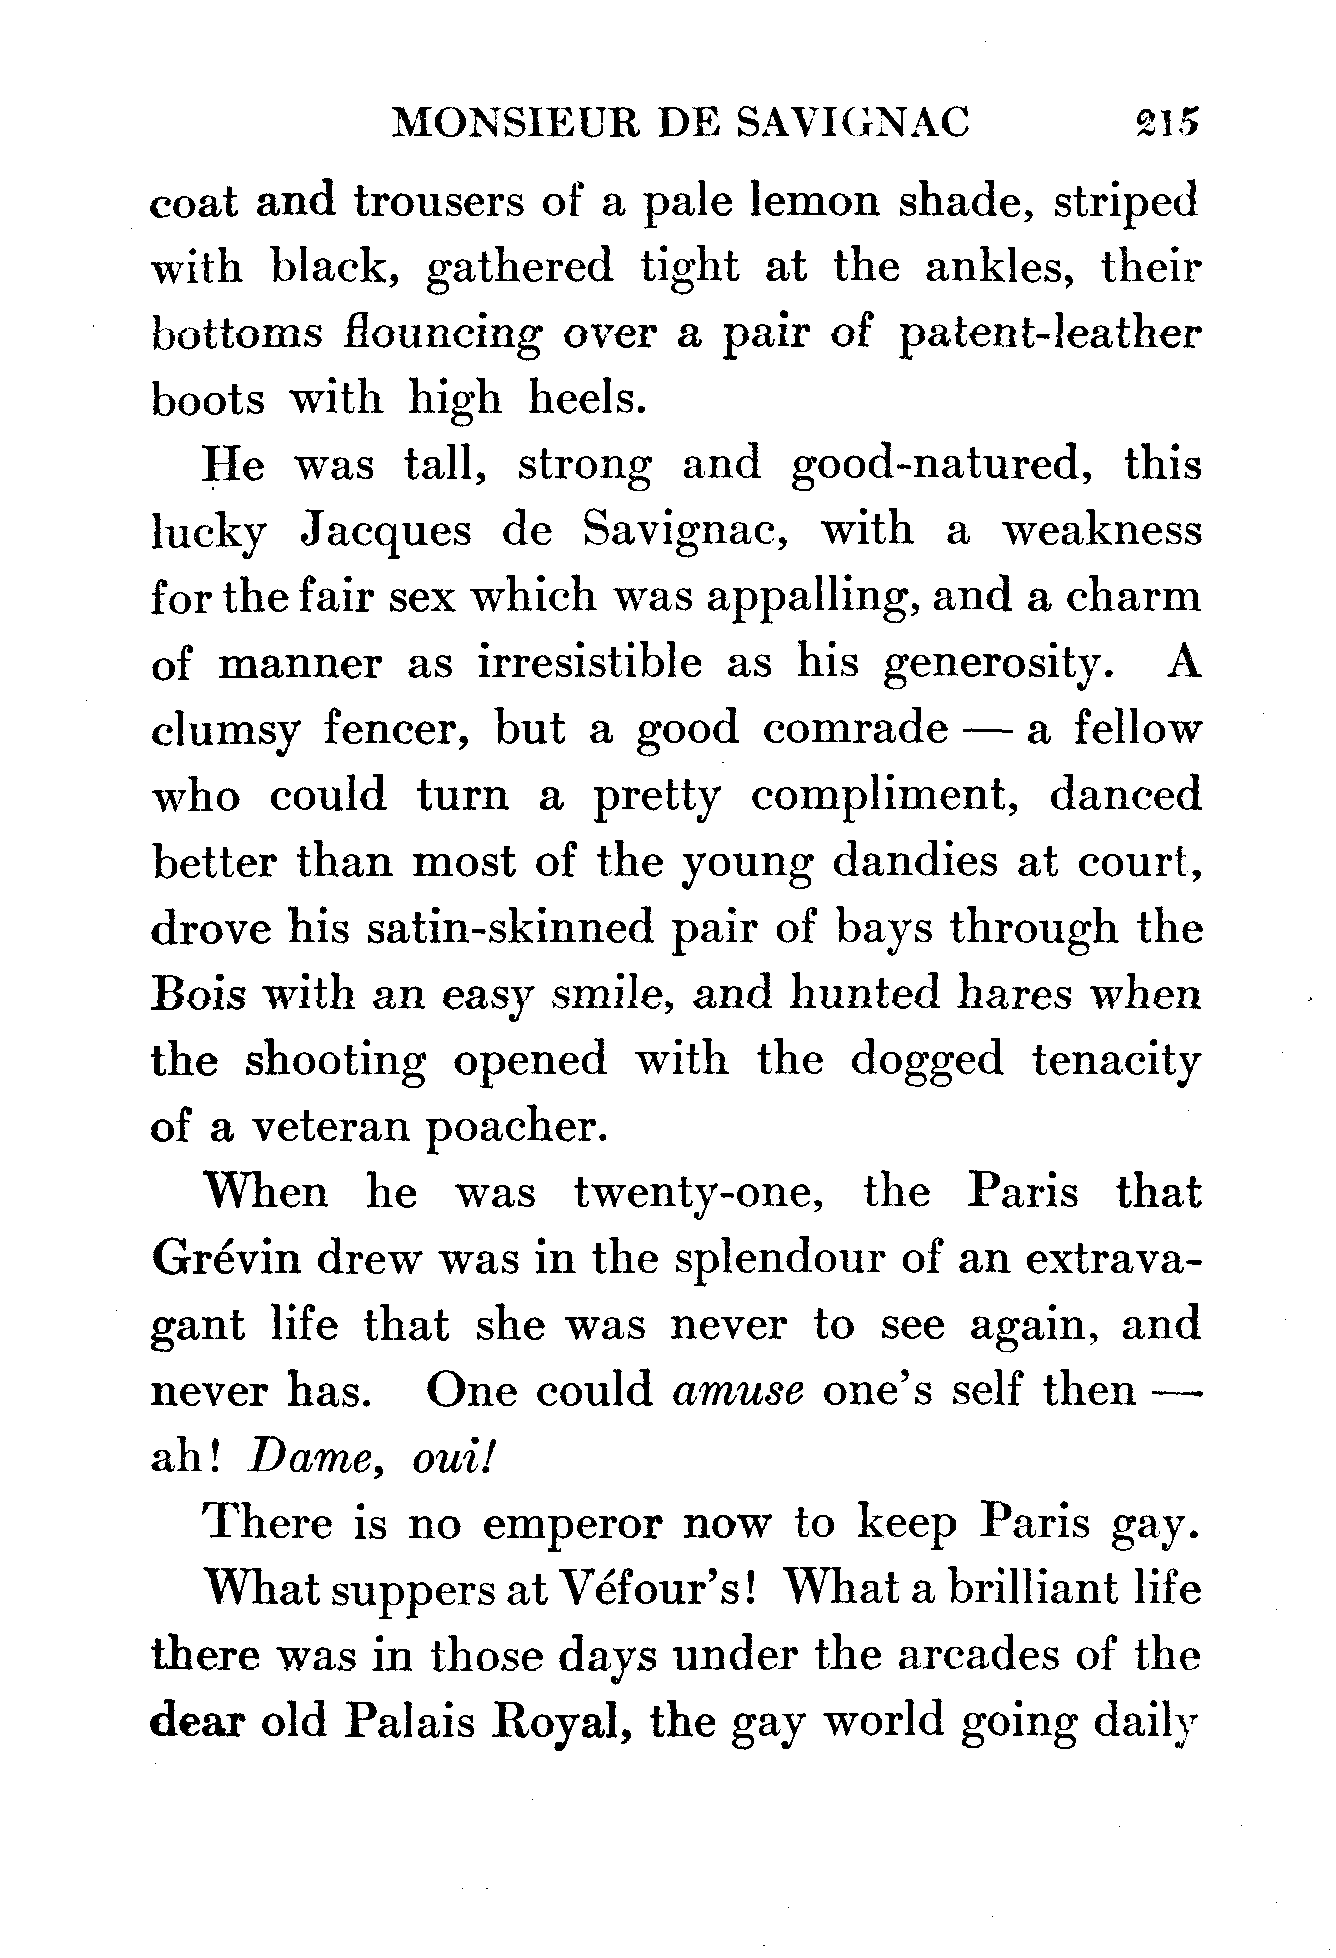 MONSIEUR DE SAVIGNAC 215
coat and trousers of a pale lemon shade, striped
with black, gathered tight at the ankles, their
bottoms flouncing over a pair of patent-leather
boots with high heels.
He was tall, strong and good-natured, this
lucky Jacques de Savignac, with a weakness
for the fair sex which was appalling, and a charm
of manner as irresistible as his generosity. A
clumsy fencer, but a good comrade — a fellow
who could turn a pretty compliment, danced
better than most of the young dandies at court,
drove his satin-skinned pair of bays through the
Bois with an easy smile, and hunted hares when
the shooting opened with the dogged tenacity
of a veteran poacher.
When he was twenty-one, the Paris that
Grévin drew was in the splendour of an extrava-
gant life that she was never to see again, and
never has. One could amuse one's self then —
ah! Dame, oui!
There is no emperor now to keep Paris gay.
What suppers at Véfour's! What a brilliant life
there was in those days under the arcades of the
dear old Palais Royal, the gay world going daily